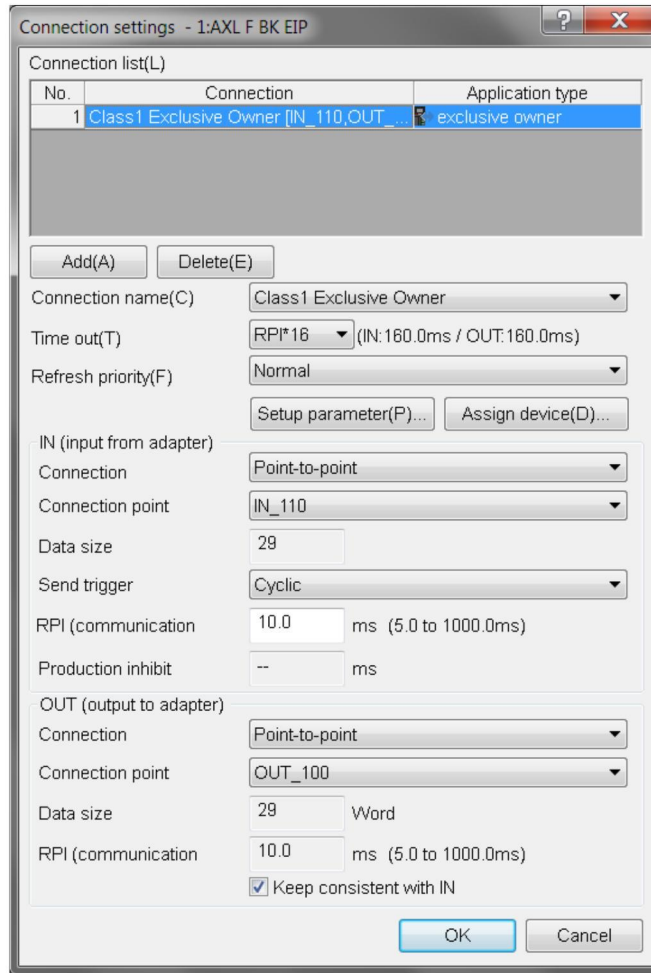 Connection settings - 1:AXL F BK EIP
Connection list(L)
No. Connection Application type
1 Class1 Exclusive Owner [IN_110,OUT_... exclusive owner
Add(A) Delete(E)
Connection name(C) Class1 Exclusive Owner
Time out(T) RPI*16 (IN:160.0ms / OUT:160.0ms)
Refresh priority(F) Normal
Setup parameter(P)... Assign device(D)...
IN (input from adapter)
Connection Point-to-point
Connection point IN_110
Data size 29
Send trigger Cyclic
RPI (communication 10.0 ms (5.0 to 1000.0ms)
Production inhibit -- ms
OUT (output to adapter)
Connection Point-to-point
Connection point OUT_100
Data size 29 Word
RPI (communication 10.0 ms (5.0 to 1000.0ms)
Keep consistent with IN
OK Cancel